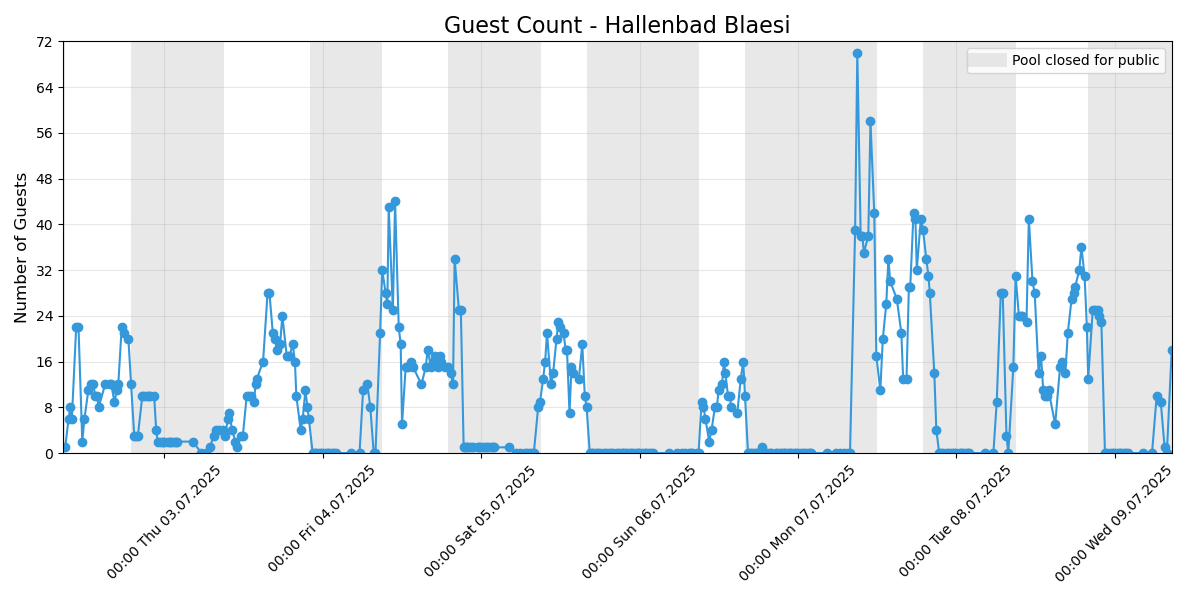 Guest Count - Hallenbad Blaesi
Pool closed for public
Number of Guests
72
64
56
48
40
32
24
16
8
0
00:00 Thu 03.07.2025
00:00 Fri 04.07.2025
00:00 Sat 05.07.2025
00:00 Sun 06.07.2025
00:00 Mon 07.07.2025
00:00 Tue 08.07.2025
00:00 Wed 09.07.2025